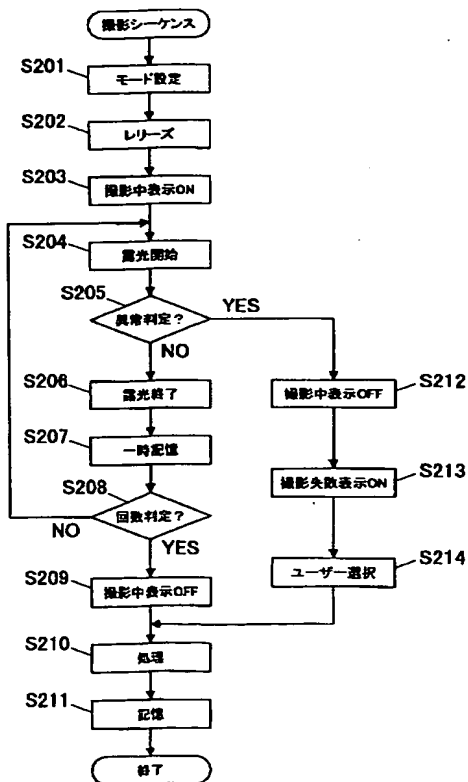 撮影シーケンス
S201
モード設定
S202
レリーズ
S203
撮影中表示ON
S204
露光開始
S205
異常判定?
YES
NO
S206
露光終了
S207
一時記憶
S208
回数判定?
NO
YES
S209
撮影中表示OFF
S210
処理
S211
記憶
終了
撮影中表示OFF
S212
撮影失敗表示ON
S213
ユーザー選択
S214